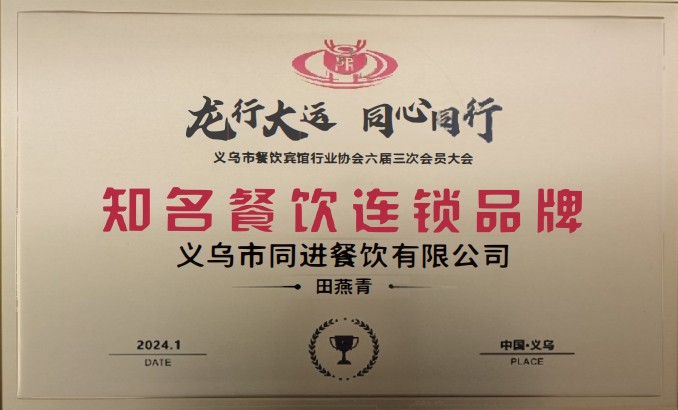 龙行大运 同心同行
义乌市餐饮宾馆行业协会六届三次会员大会
知名餐饮连锁品牌
义乌市同进餐饮有限公司
田燕青
2024.1
DATE
中国·义乌
PLACE